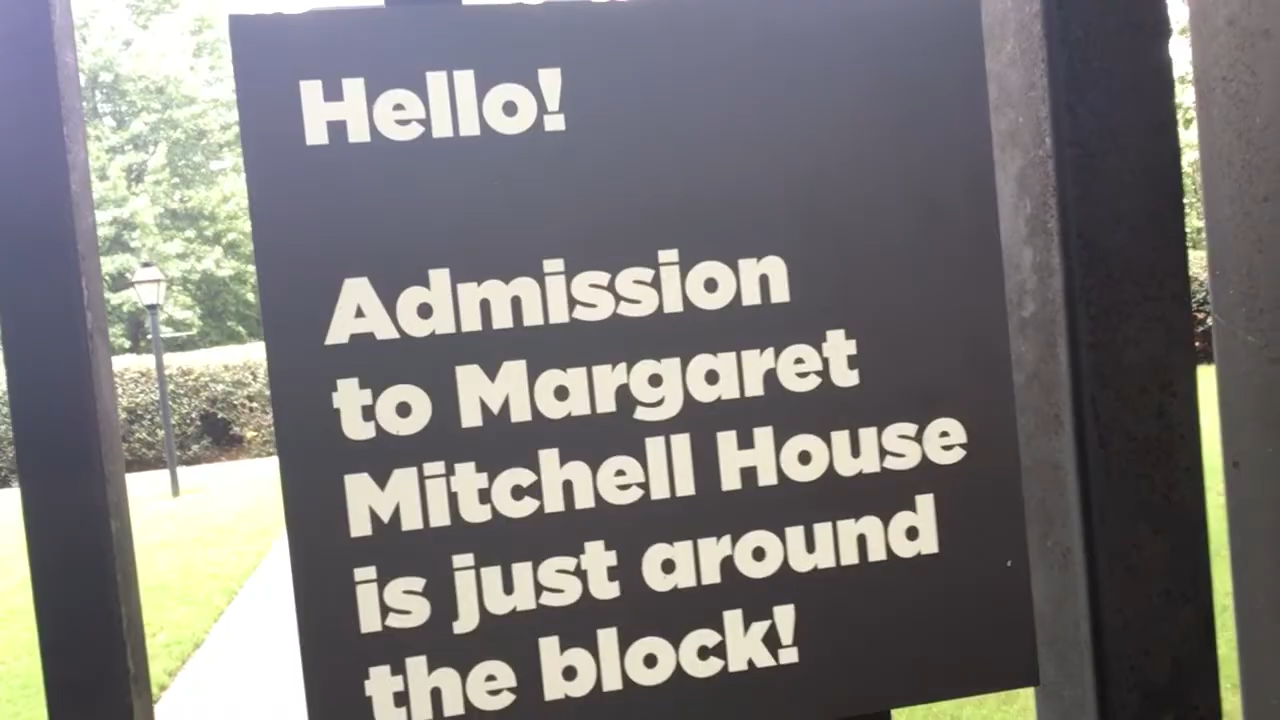 Hello!
Admission
to Margaret
Mitchell House
is just around
the block!